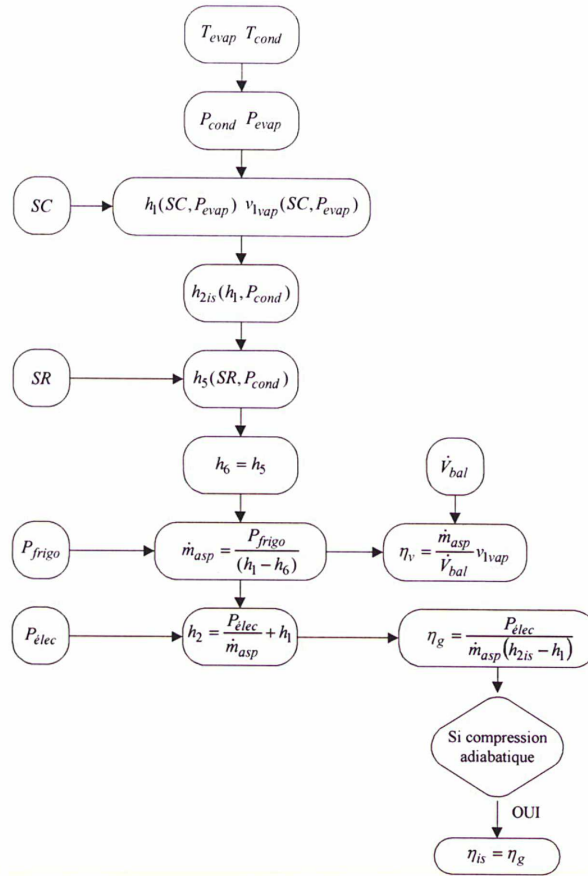 T_evap T_cond
P_cond P_evap
SC
h_1(SC, P_evap) v_1vap(SC, P_evap)
h_2is(h_1, P_cond)
SR
h_5(SR, P_cond)
h_6 = h_5
V̇_bal
P_frigo
ṁ_asp = P_frigo / (h_1 − h_6)
η_v = ṁ_asp / V̇_bal v_1vap
P_élec
h_2 = P_élec / ṁ_asp + h_1
η_g = P_élec / ṁ_asp(h_2is − h_1)
Si compression
adiabatique
OUI
η_is = η_g